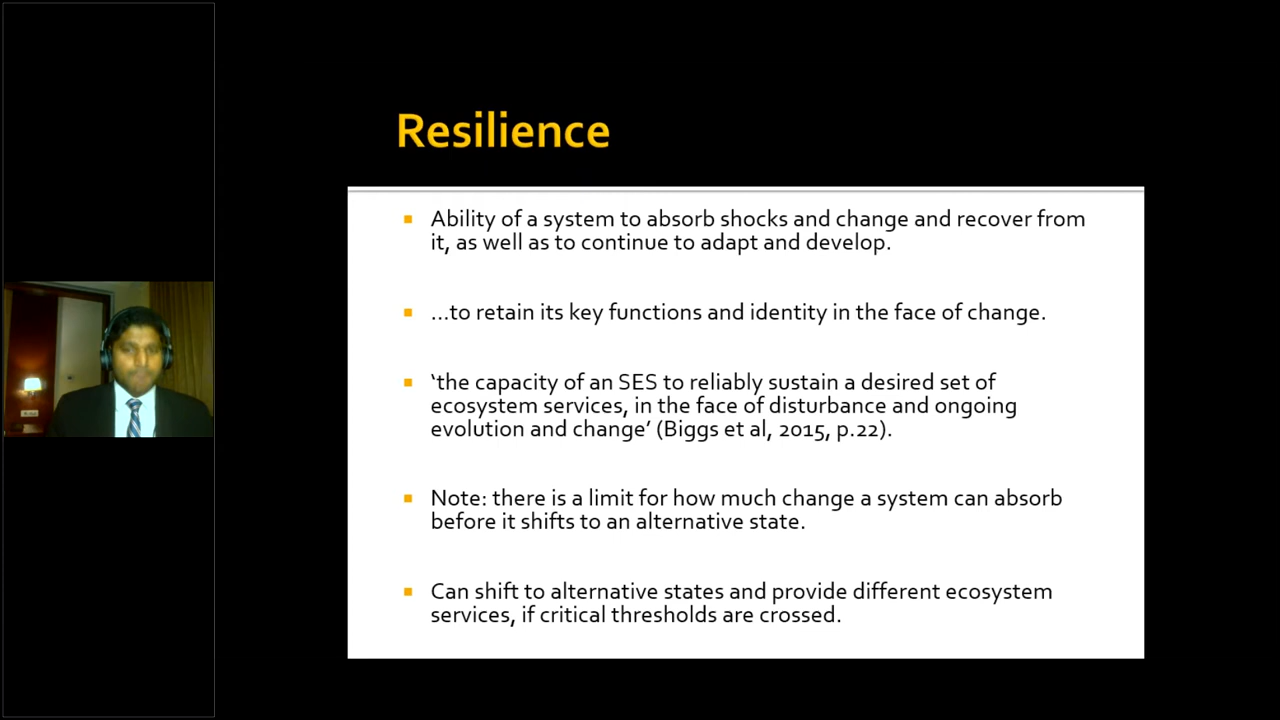 Resilience
Ability of a system to absorb shocks and change and recover from
it, as well as to continue to adapt and develop.
...to retain its key functions and identity in the face of change.
‘the capacity of an SES to reliably sustain a desired set of
ecosystem services, in the face of disturbance and ongoing
evolution and change’ (Biggs et al, 2015, p.22).
Note: there is a limit for how much change a system can absorb
before it shifts to an alternative state.
Can shift to alternative states and provide different ecosystem
services, if critical thresholds are crossed.